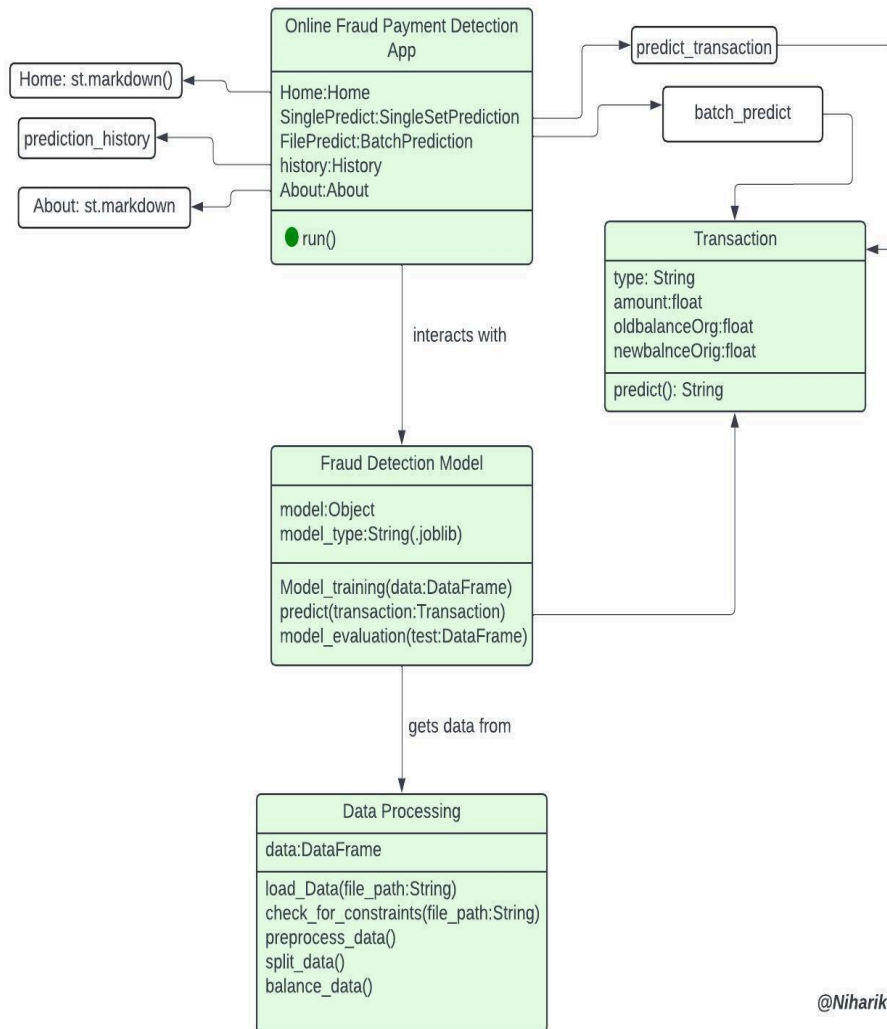 Online Fraud Payment Detection
App
Home:Home
SinglePredict:SingleSetPrediction
FilePredict:BatchPrediction
history:History
About:About
run()
Home: st.markdown()
prediction_history
About: st.markdown
predict_transaction
batch_predict
Transaction
type: String
amount:float
oldbalanceOrg:float
newbalnceOrig:float
predict(): String
interacts with
Fraud Detection Model
model:Object
model_type:String(.joblib)
Model_training(data:DataFrame)
predict(transaction:Transaction)
model_evaluation(test:DataFrame)
gets data from
Data Processing
data:DataFrame
load_Data(file_path:String)
check_for_constraints(file_path:String)
preprocess_data()
split_data()
balance_data()
@Niharik